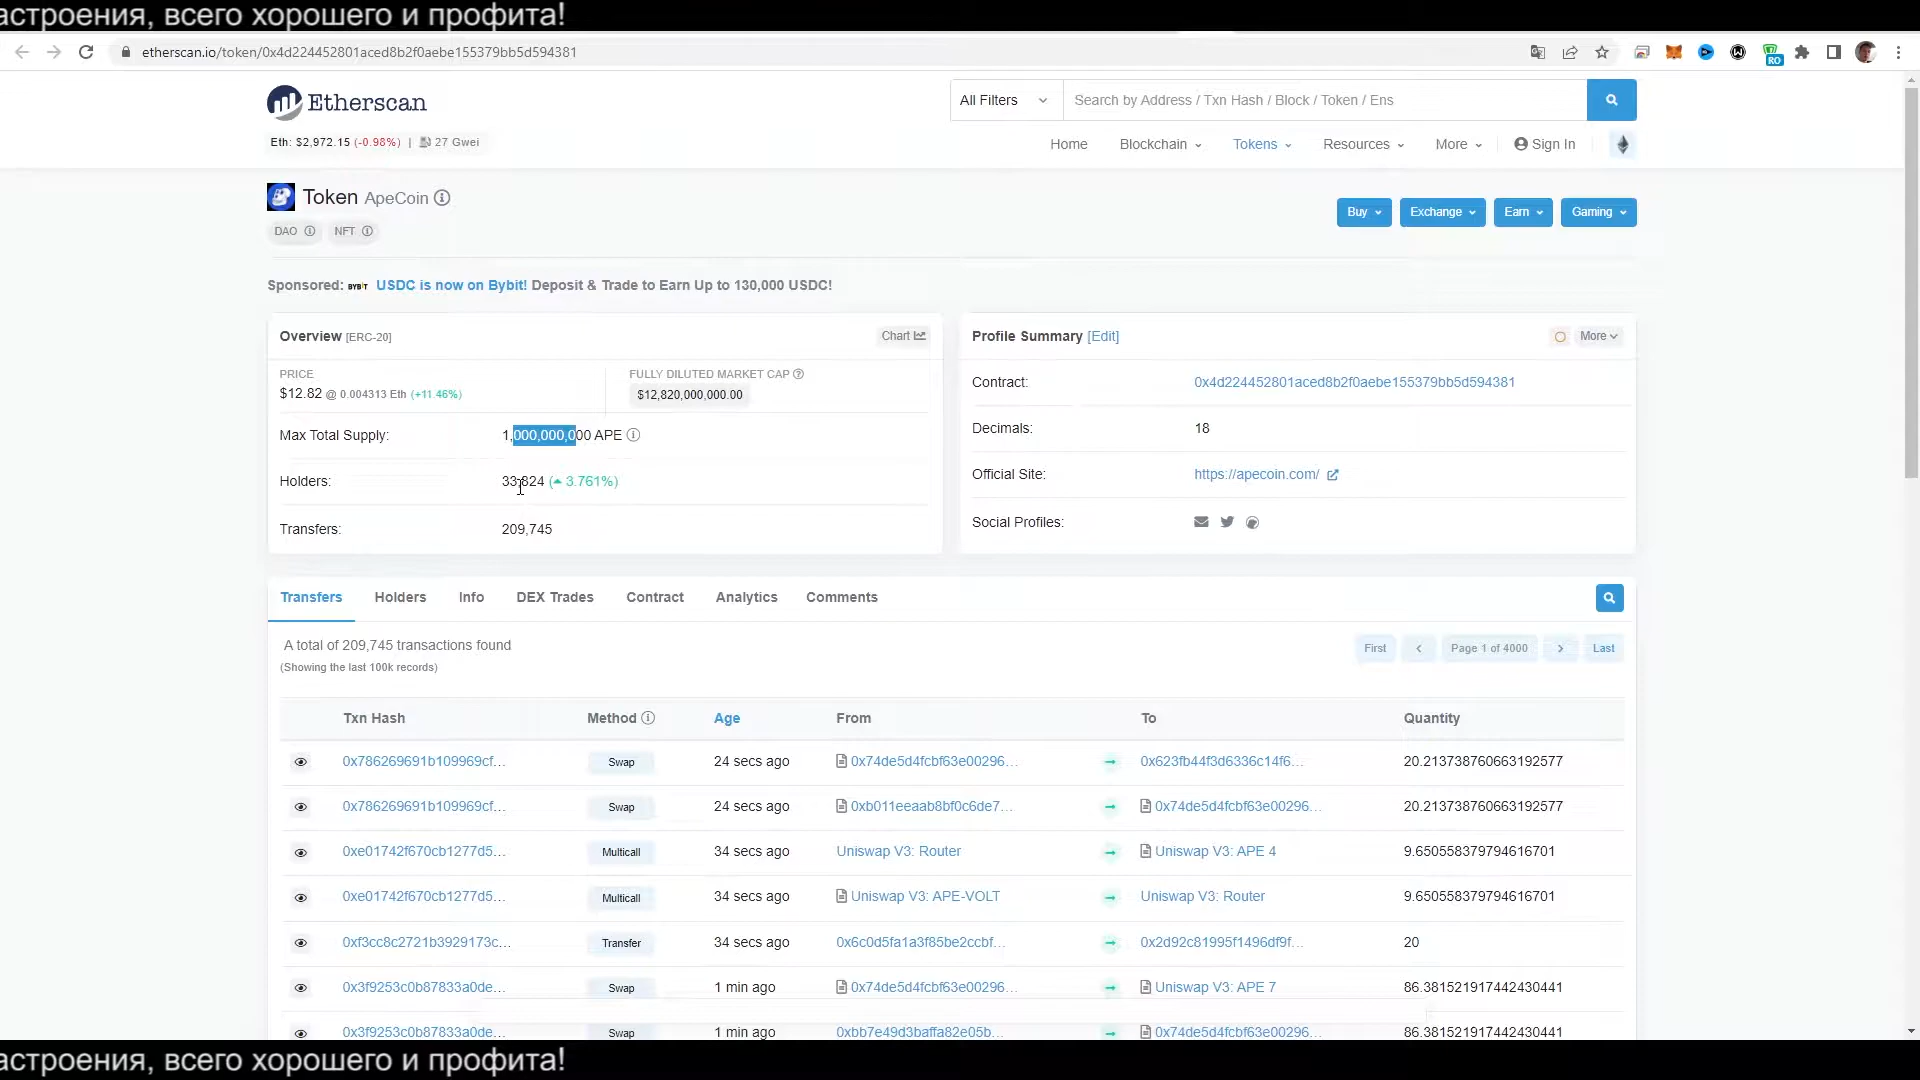 астроения, всего хорошего и профита!
etherscan.io/token/0x4d224452801aced8b2f0aebe155379bb5d594381
RO
Etherscan
All Filters
Search by Address / Txn Hash / Block / Token / Ens
Eth: $2,972.15 (-0.98%) | 27 Gwei
Home Blockchain Tokens Resources More Sign In
Token ApeCoin
DAO NFT
Buy Exchange Earn Gaming
Sponsored: BYBIT USDC is now on Bybit! Deposit & Trade to Earn Up to 130,000 USDC!
Overview [ERC-20] Chart
PRICE
$12.82 @ 0.004313 Eth (+11.46%)
FULLY DILUTED MARKET CAP
$12,820,000,000.00
Max Total Supply: 1,000,000,000 APE
Holders: 33,824 (3.761%)
Transfers: 209,745
Profile Summary [Edit] More
Contract: 0x4d224452801aced8b2f0aebe155379bb5d594381
Decimals: 18
Official Site: https://apecoin.com/
Social Profiles:
Transfers Holders Info DEX Trades Contract Analytics Comments
A total of 209,745 transactions found
(Showing the last 100k records)
First Page 1 of 4000 Last
Txn Hash Method Age From To Quantity
0x786269691b109969cf... Swap 24 secs ago 0x74de5d4fcbf63e00296... 0x623fb44f3d6336c14f6... 20.213738760663192577
0x786269691b109969cf... Swap 24 secs ago 0xb011eeaab8bf0c6de7... 0x74de5d4fcbf63e00296... 20.213738760663192577
0xe01742f670cb1277d5... Multicall 34 secs ago Uniswap V3: Router Uniswap V3: APE 4 9.650558379794616701
0xe01742f670cb1277d5... Multicall 34 secs ago Uniswap V3: APE-VOLT Uniswap V3: Router 9.650558379794616701
0xf3cc8c2721b3929173c... Transfer 34 secs ago 0x6c0d5fa1a3f85be2ccbf... 0x2d92c81995f1496df9f... 20
0x3f9253c0b87833a0de... Swap 1 min ago 0x74de5d4fcbf63e00296... Uniswap V3: APE 7 86.381521917442430441
0x3f9253c0b87833a0de... Swap 1 min ago 0xbb7e49d3baffa82e05b... 0x74de5d4fcbf63e00296... 86.381521917442430441
астроения, всего хорошего и профита!